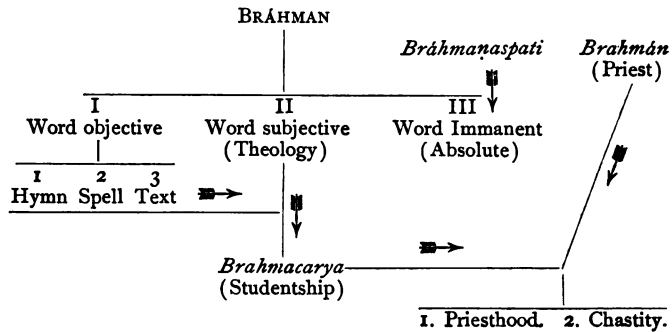 BRÁHMAN
Bráhmaṇaspati
Brahmán
(Priest)
I II III
Word objective Word subjective Word Immanent
(Theology) (Absolute)
1 2 3
Hymn Spell Text
Brahmacarya
(Studentship)
1. Priesthood. 2. Chastity.